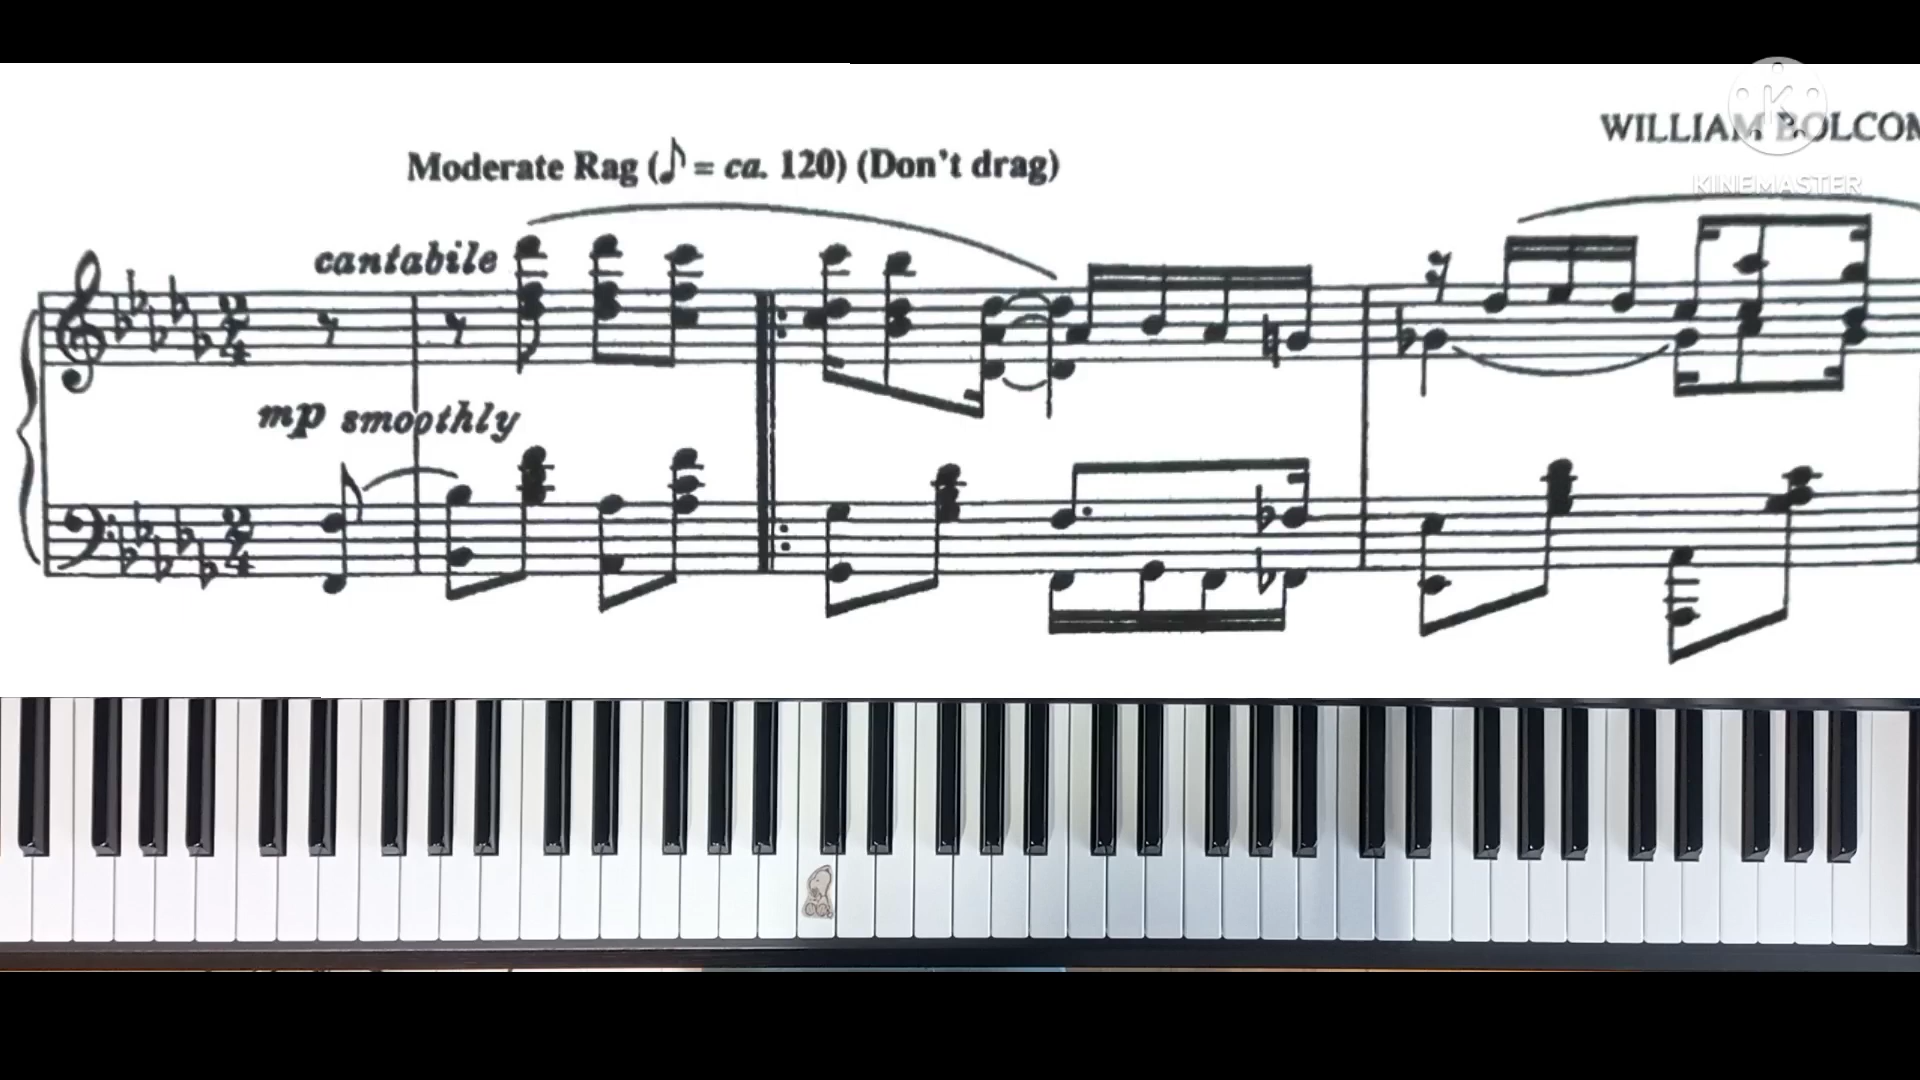 WILLIAM BOLCOM
Moderate Rag (♪ = ca. 120) (Don't drag)
KINEMASTER
cantabile
mp smoothly